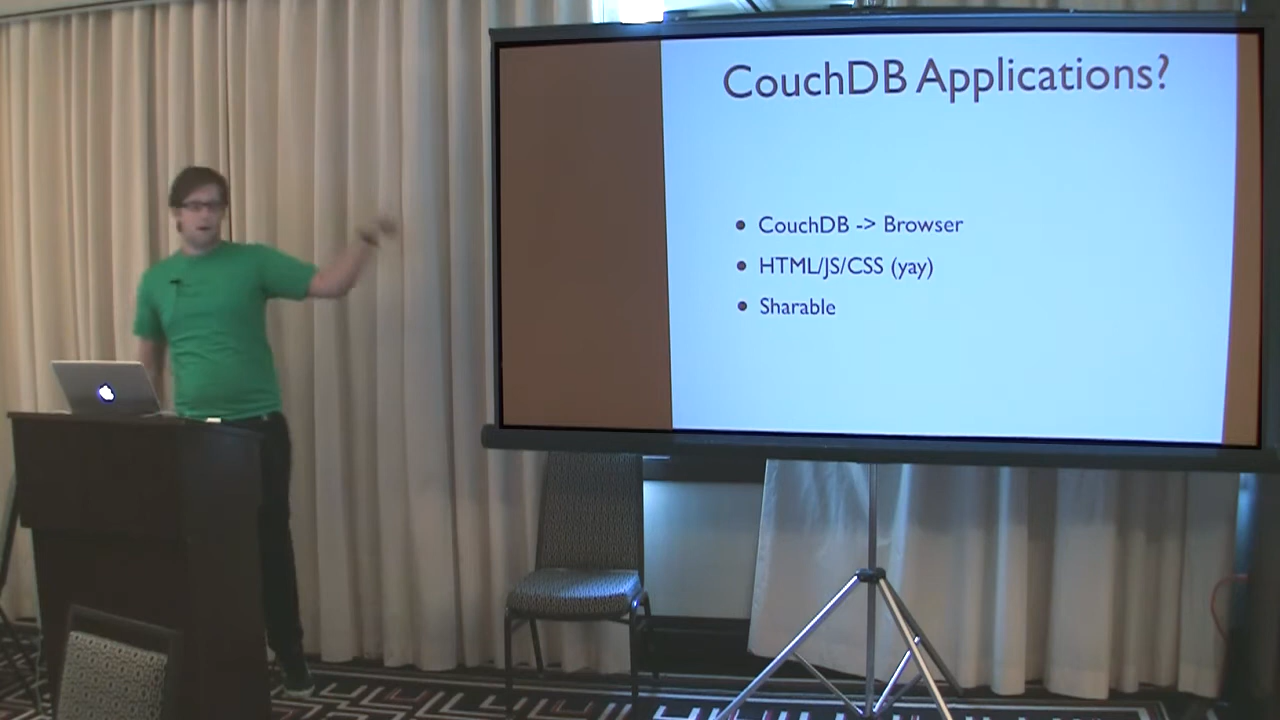 CouchDB Applications?
CouchDB -> Browser
HTML/JS/CSS (yay)
Sharable